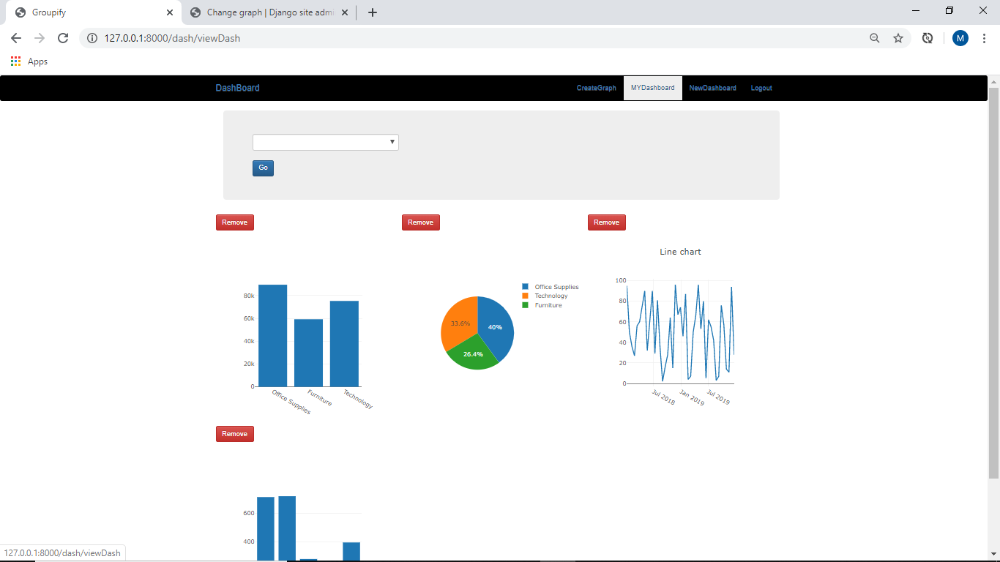 Groupify
Change graph | Django site admi
127.0.0.1:8000/dash/viewDash
M
Apps
DashBoard
CreateGraph
MYDashboard
NewDashboard
Logout
Go
Remove
Remove
Remove
80k
60k
40k
20k
0
Office Supplies
Furniture
Technology
Office Supplies
Technology
Furniture
33.6%
40%
26.4%
Line chart
100
80
60
40
20
0
Jul 2018
Jan 2019
Jul 2019
Remove
600
400
127.0.0.1:8000/dash/viewDash